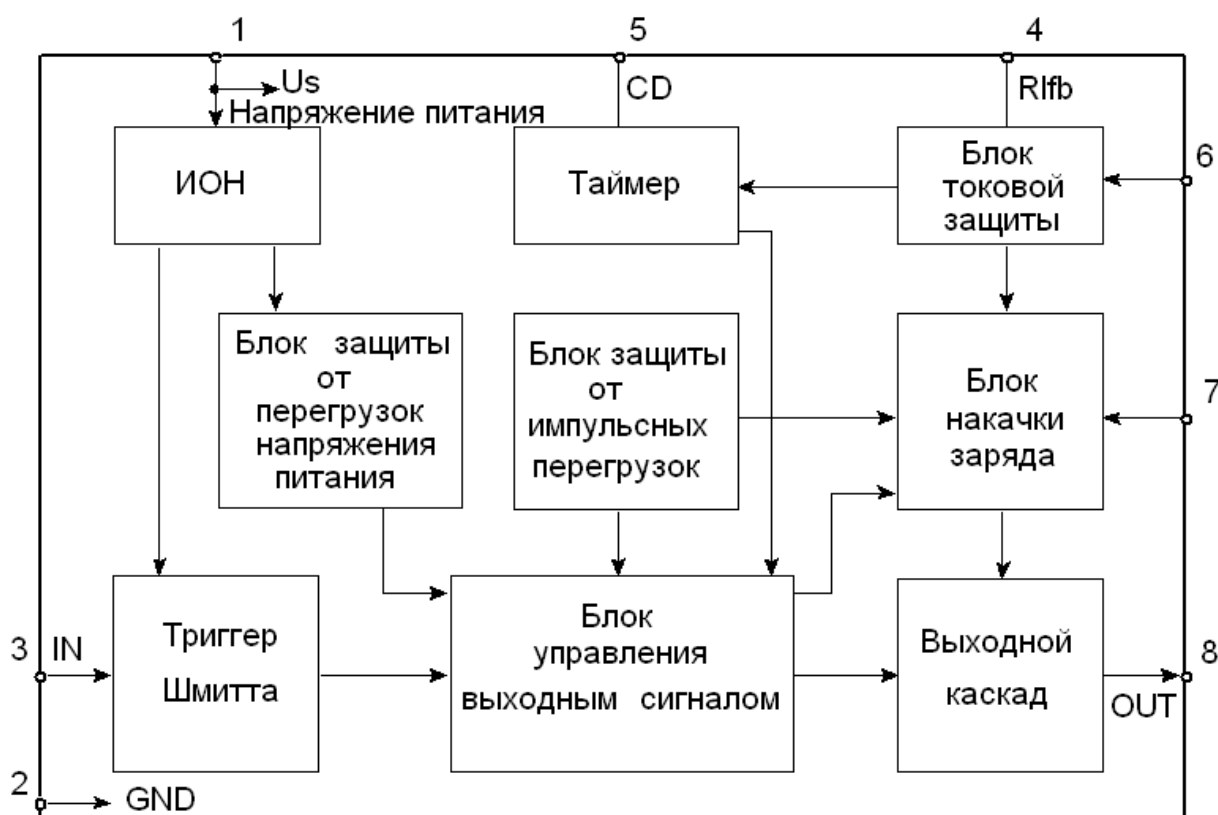 1
5
4
Us
CD
RIfb
Напряжение питания
ИОН
Таймер
Блок
токовой
защиты
6
Блок защиты
от
перегрузок
напряжения
питания
Блок защиты
от
импульсных
перегрузок
Блок
накачки
заряда
7
3
IN
Триггер
Шмитта
Блок
управления
выходным сигналом
Выходной
каскад
8
OUT
2
GND